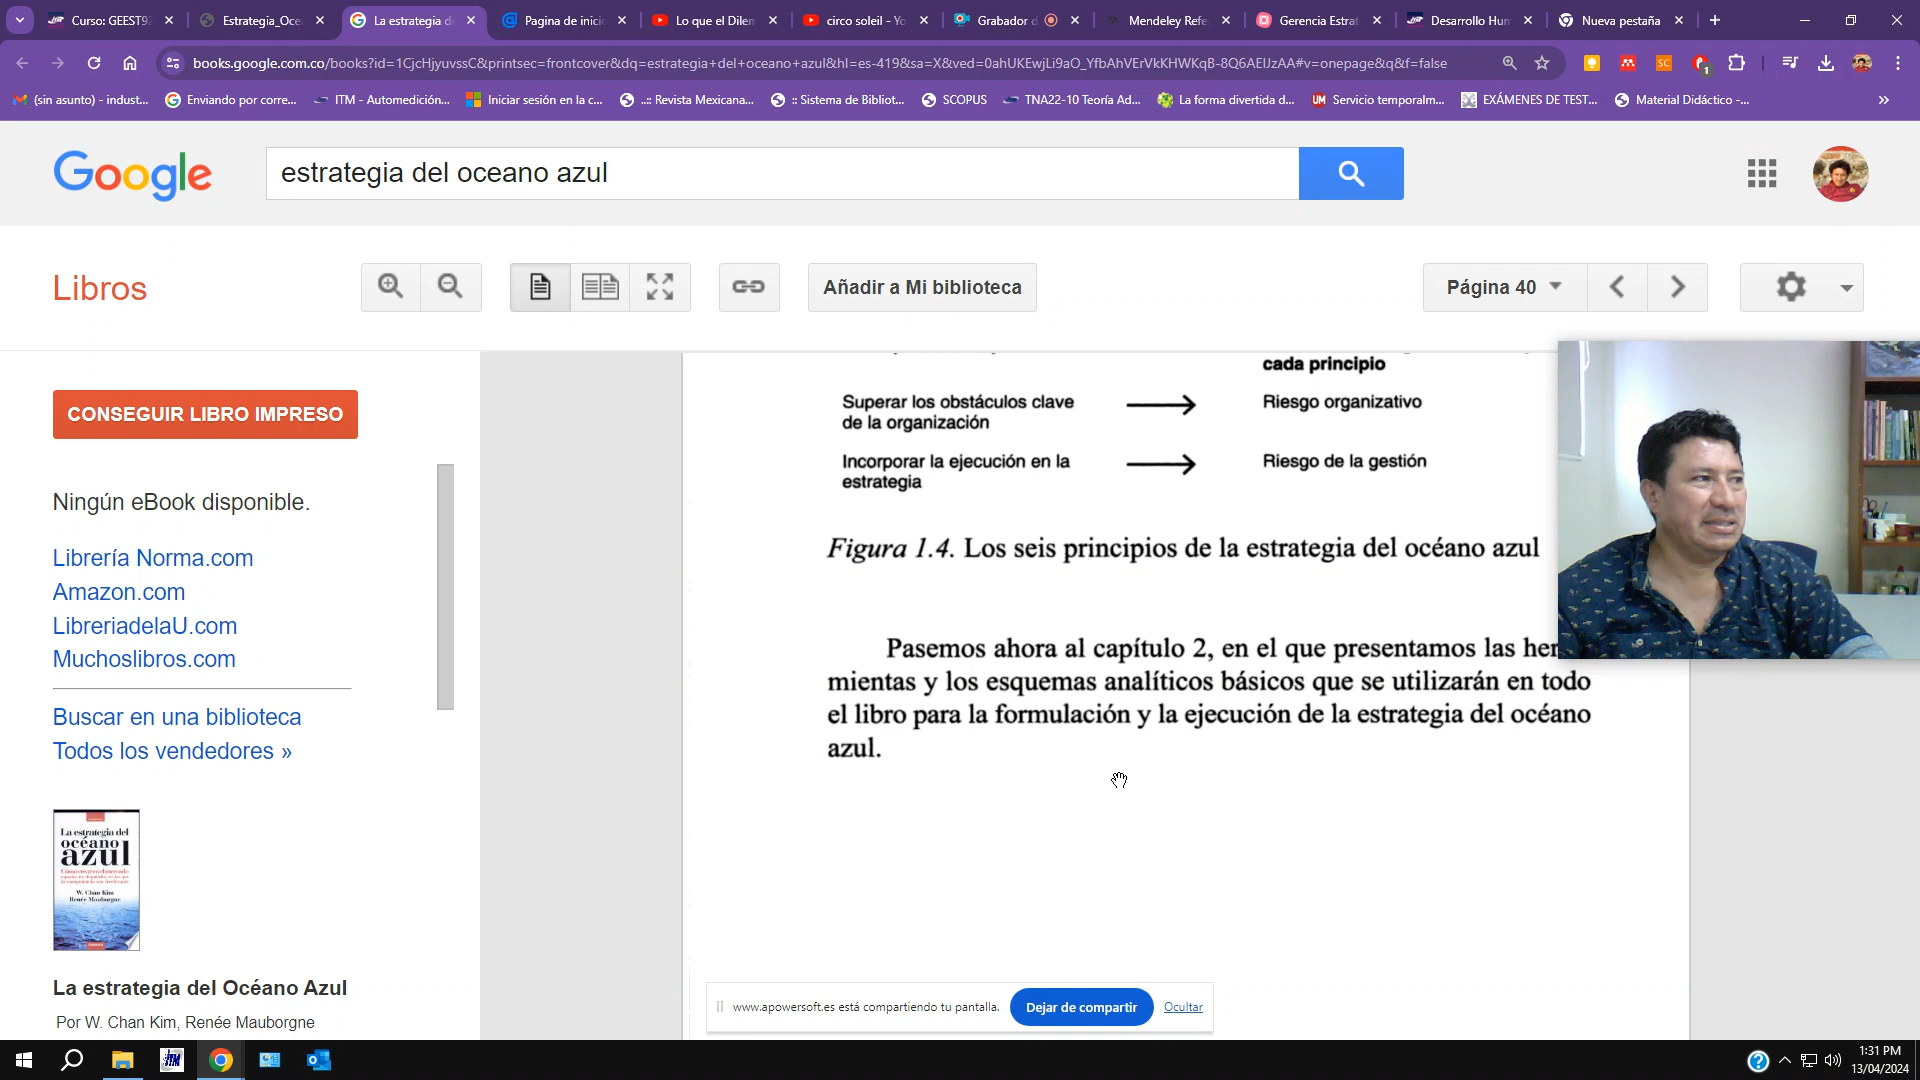 Curso: GEEST92
Estrategia_Oce
La estrategia d
Pagina de inici
Lo que el Dilem
circo soleil - Yo
Grabador d
Mendeley Refe
Gerencia Estrat
Desarrollo Hum
Nueva pestaña
books.google.com.co/books?id=1CjcHjyuvssC&printsec=frontcover&dq=estrategia+del+oceano+azul&hl=es-419&sa=X&ved=0ahUKEwjLi9aO_YfbAhVErVkKHWKqB-8Q6AEIJzAA#v=onepage&q&f=false
(sin asunto) - indust...
Enviando por corre...
ITM - Automedición...
Iniciar sesión en la c...
..:: Revista Mexicana...
:: Sistema de Bibliot...
SCOPUS
TNA22-10 Teoría Ad...
La forma divertida d...
Servicio temporalm...
EXÁMENES DE TEST...
Material Didáctico -...
Google
estrategia del oceano azul
Libros
Añadir a Mi biblioteca
Página 40
CONSEGUIR LIBRO IMPRESO
Ningún eBook disponible.
Librería Norma.com
Amazon.com
LibreriadelaU.com
Muchoslibros.com
Buscar en una biblioteca
Todos los vendedores »
La estrategia del
océano
azul
W. Chan Kim
Renée Mauborgne
La estrategia del Océano Azul
Por W. Chan Kim, Renée Mauborgne
cada principio
Superar los obstáculos clave
de la organización
Riesgo organizativo
Incorporar la ejecución en la
estrategia
Riesgo de la gestión
Figura 1.4. Los seis principios de la estrategia del océano azul
Pasemos ahora al capítulo 2, en el que presentamos las her
mientas y los esquemas analíticos básicos que se utilizarán en todo
el libro para la formulación y la ejecución de la estrategia del océano
azul.
www.apowersoft.es está compartiendo tu pantalla.
Dejar de compartir
Ocultar
1:31 PM
13/04/2024